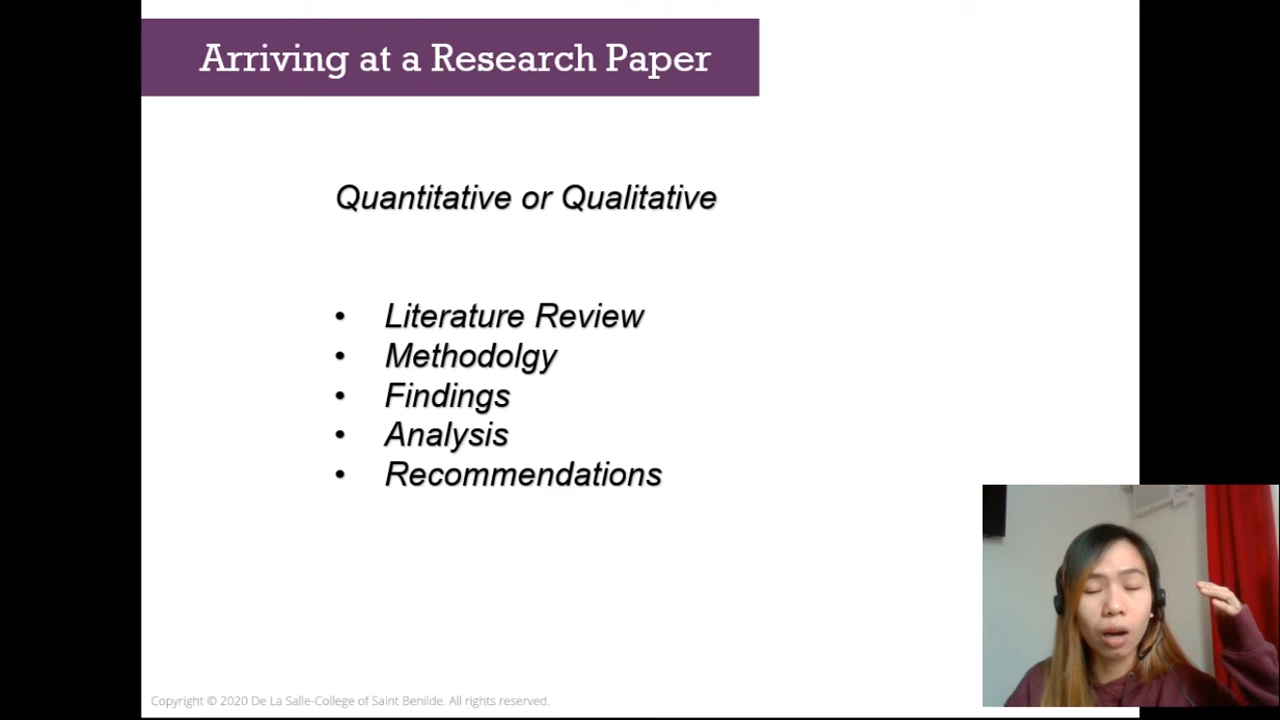 Arriving at a Research Paper
Quantitative or Qualitative
• Literature Review
• Methodolgy
• Findings
• Analysis
• Recommendations
Copyright © 2020 De La Salle-College of Saint Benilde. All rights reserved.